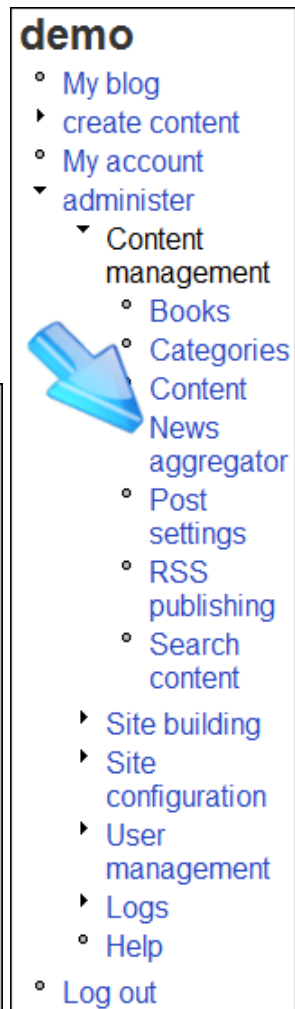 demo
My blog
create content
My account
administer
Content
management
Books
Categories
Content
News
aggregator
Post
settings
RSS
publishing
Search
content
Site building
Site
configuration
User
management
Logs
Help
Log out